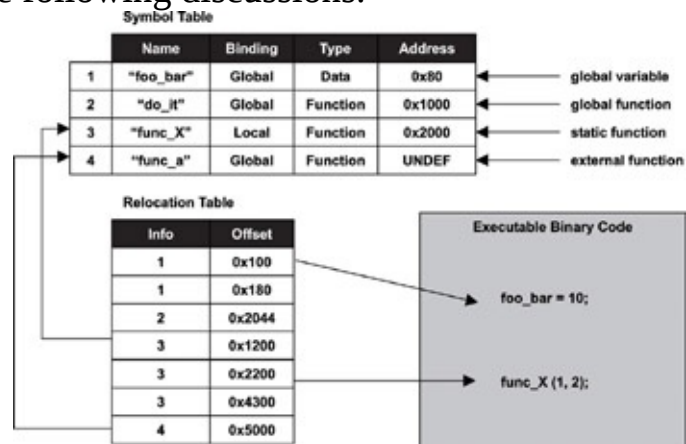 e following discussions.
Symbol Table
Name Binding Type Address
1 "foo_bar" Global Data 0x80 global variable
2 "do_it" Global Function 0x1000 global function
3 "func_X" Local Function 0x2000 static function
4 "func_a" Global Function UNDEF external function
Relocation Table
Info Offset
1 0x100
1 0x180
2 0x2044
3 0x1200
3 0x2200
3 0x4300
4 0x5000
Executable Binary Code
foo_bar = 10;
func_X (1, 2);